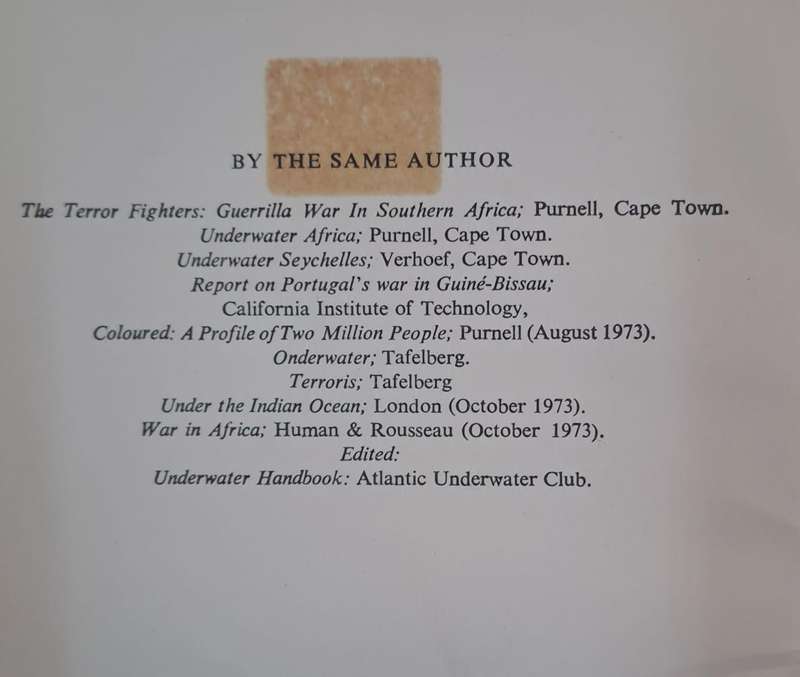 BY THE SAME AUTHOR
The Terror Fighters: Guerrilla War In Southern Africa; Purnell, Cape Town.
Underwater Africa; Purnell, Cape Town.
Underwater Seychelles; Verhoef, Cape Town.
Report on Portugal's war in Guiné-Bissau;
California Institute of Technology,
Coloured: A Profile of Two Million People; Purnell (August 1973).
Onderwater; Tafelberg.
Terroris; Tafelberg
Under the Indian Ocean; London (October 1973).
War in Africa; Human & Rousseau (October 1973).
Edited:
Underwater Handbook: Atlantic Underwater Club.